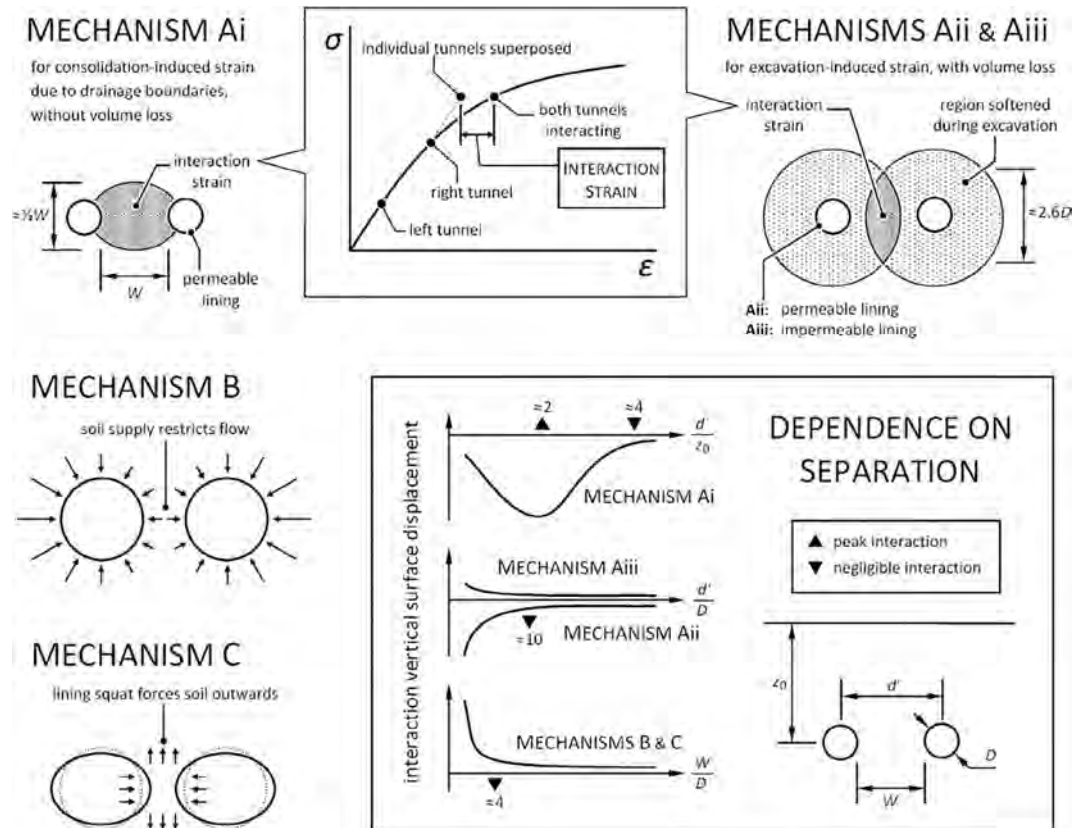 MECHANISM Ai
for consolidation-induced strain
due to drainage boundaries,
without volume loss
interaction
strain
≈½W
W
permeable
lining
σ
individual tunnels superposed
both tunnels
interacting
INTERACTION
STRAIN
right tunnel
left tunnel
ε
MECHANISMS Aii & Aiii
for excavation-induced strain, with volume loss
interaction
strain
region softened
during excavation
≈2.6D
Aii: permeable lining
Aiii: impermeable lining
MECHANISM B
soil supply restricts flow
MECHANISM C
lining squat forces soil outwards
interaction vertical surface displacement
≈2
≈4
d'
z₀
MECHANISM Ai
MECHANISM Aiii
d'
D
MECHANISM Aii
≈10
MECHANISMS B & C
W
D
≈4
DEPENDENCE ON
SEPARATION
▲ peak interaction
▼ negligible interaction
z₀
d'
D
W